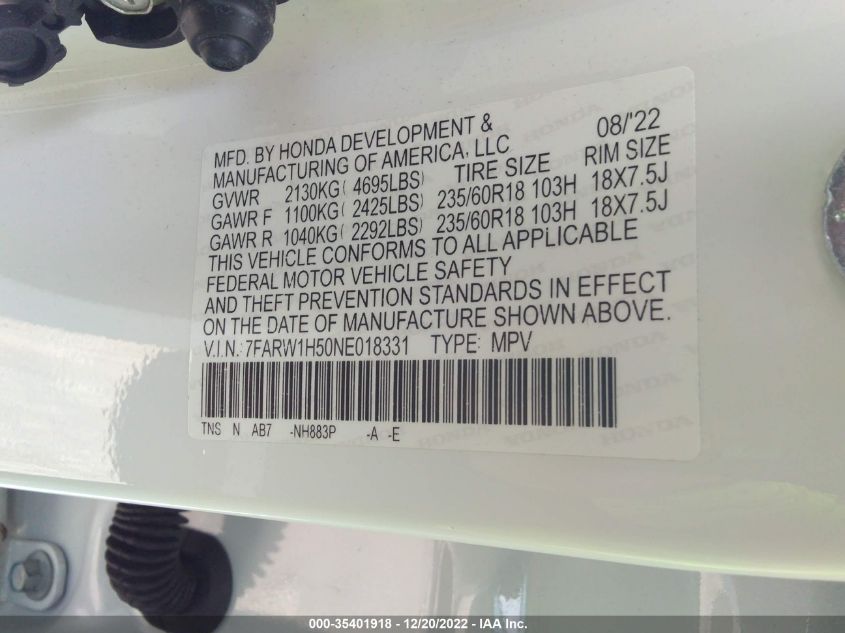 MFD. BY HONDA DEVELOPMENT & 08/'22
MANUFACTURING OF AMERICA, LLC
GVWR 2130KG( 4695LBS) TIRE SIZE RIM SIZE
GAWR F 1100KG( 2425LBS) 235/60R18 103H 18X7.5J
GAWR R 1040KG( 2292LBS) 235/60R18 103H 18X7.5J
THIS VEHICLE CONFORMS TO ALL APPLICABLE
FEDERAL MOTOR VEHICLE SAFETY
AND THEFT PREVENTION STANDARDS IN EFFECT
ON THE DATE OF MANUFACTURE SHOWN ABOVE.
V.I.N.: 7FARW1H50NE018331 TYPE: MPV
TNS N AB7 -NH883P -A -E
000-35401918 - 12/20/2022 - IAA Inc.